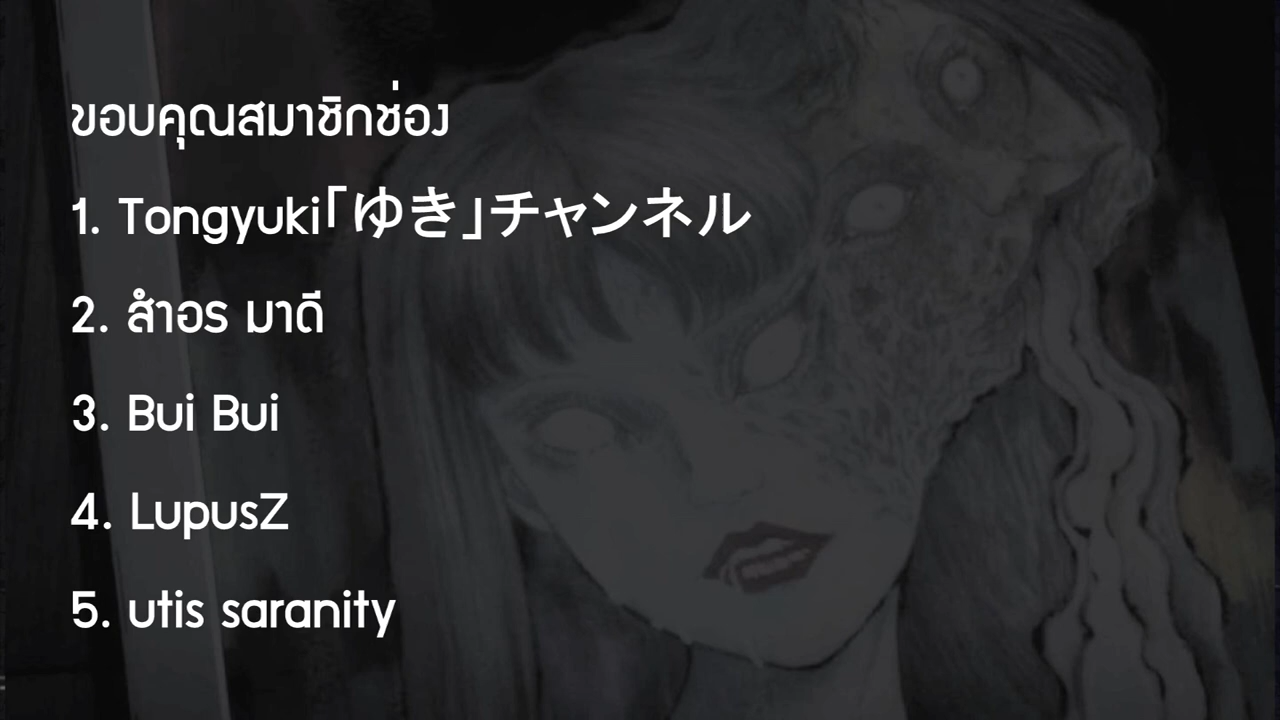 ขอบคุณสมาชิกช่อง
1. Tongyuki「ゆき」チャンネル
2. สำอร มาดี
3. Bui Bui
4. LupusZ
5. utis saranity